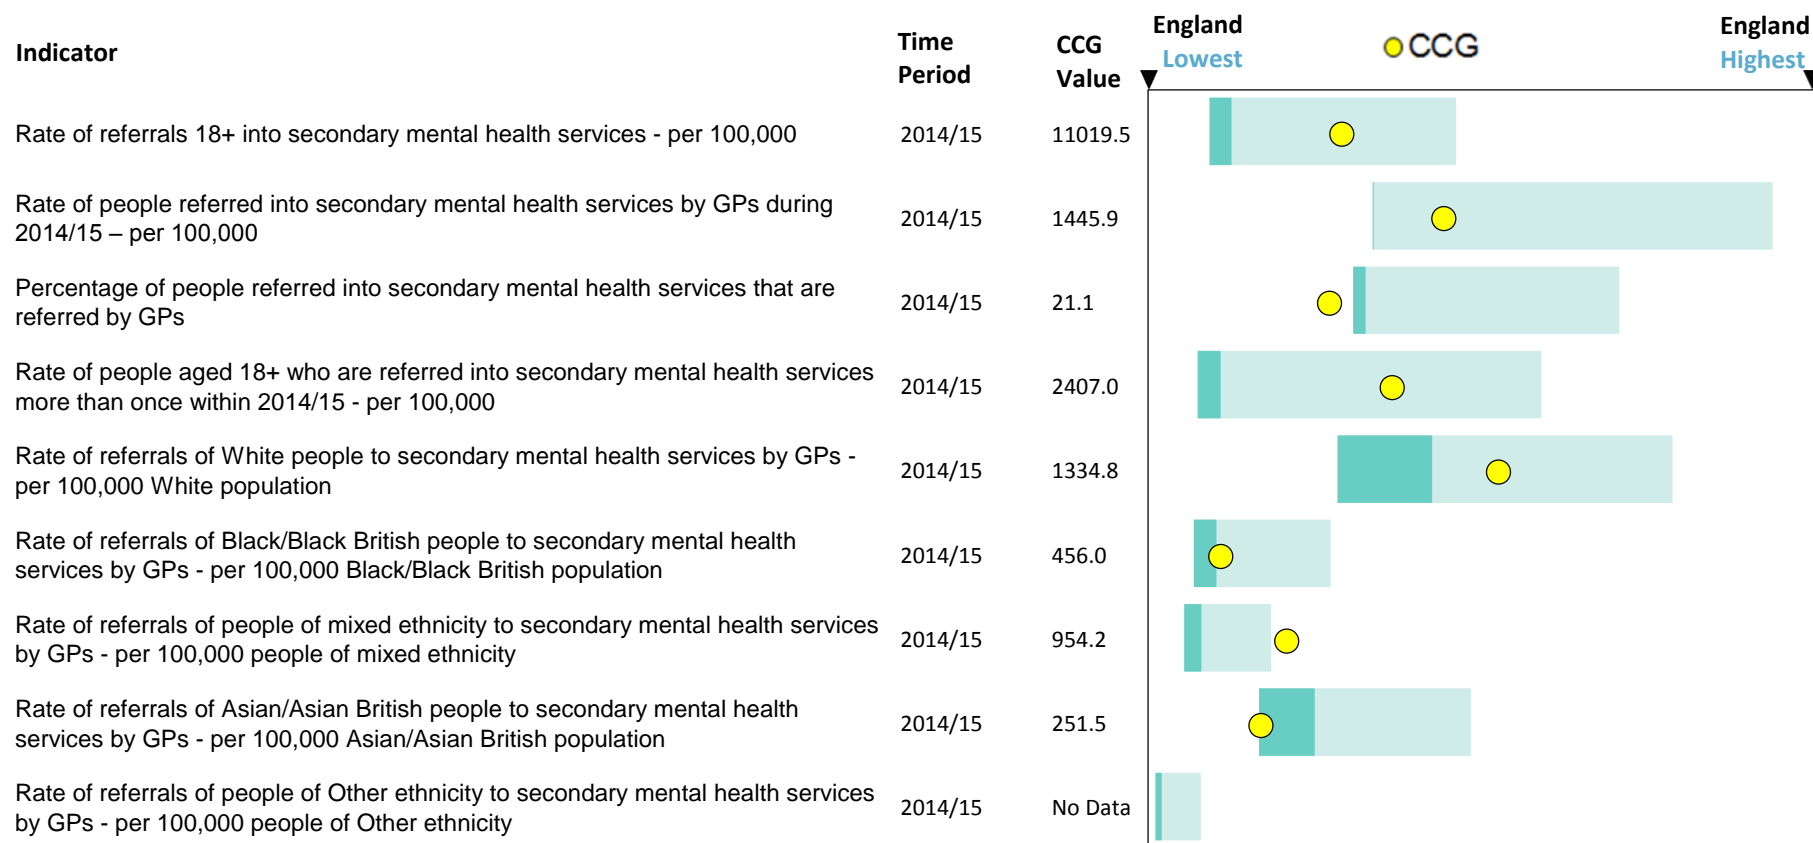 Indicator
Time
Period
CCG
Value
England
Lowest
CCG
England
Highest
Rate of referrals 18+ into secondary mental health services - per 100,000
2014/15
11019.5
Rate of people referred into secondary mental health services by GPs during
2014/15 – per 100,000
2014/15
1445.9
Percentage of people referred into secondary mental health services that are
referred by GPs
2014/15
21.1
Rate of people aged 18+ who are referred into secondary mental health services
more than once within 2014/15 - per 100,000
2014/15
2407.0
Rate of referrals of White people to secondary mental health services by GPs -
per 100,000 White population
2014/15
1334.8
Rate of referrals of Black/Black British people to secondary mental health
services by GPs - per 100,000 Black/Black British population
2014/15
456.0
Rate of referrals of people of mixed ethnicity to secondary mental health services
by GPs - per 100,000 people of mixed ethnicity
2014/15
954.2
Rate of referrals of Asian/Asian British people to secondary mental health
services by GPs - per 100,000 Asian/Asian British population
2014/15
251.5
Rate of referrals of people of Other ethnicity to secondary mental health services
by GPs - per 100,000 people of Other ethnicity
2014/15
No Data